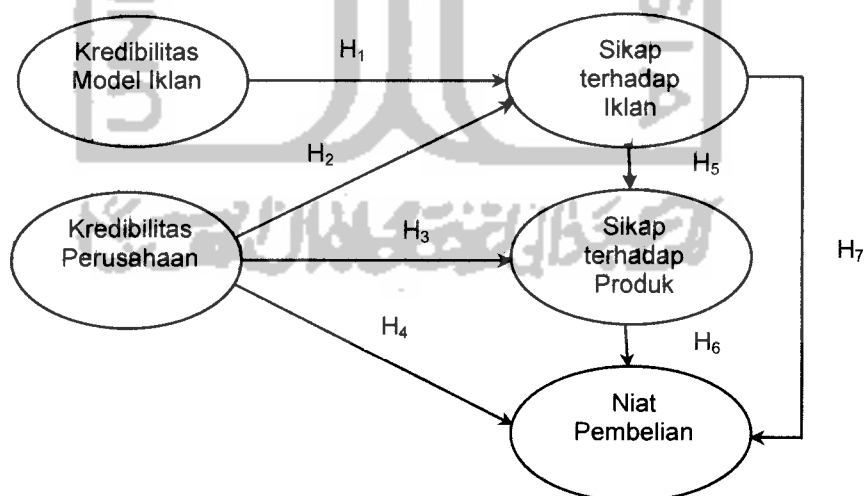 Kredibilitas
Model Iklan
H₁
Sikap
terhadap
Iklan
H₂
H₅
Kredibilitas
Perusahaan
H₃
Sikap
terhadap
Produk
H₇
H₄
H₆
Niat
Pembelian